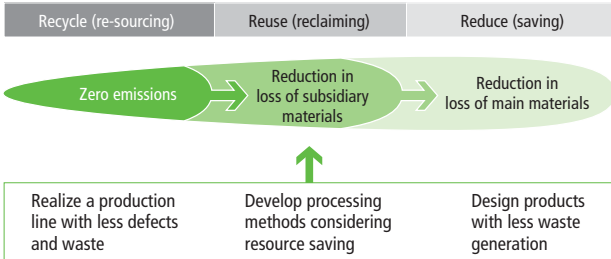 Recycle (re-sourcing)
Reuse (reclaiming)
Reduce (saving)
Zero emissions
Reduction in
loss of subsidiary
materials
Reduction in
loss of main materials
Realize a production
line with less defects
and waste
Develop processing
methods considering
resource saving
Design products
with less waste
generation